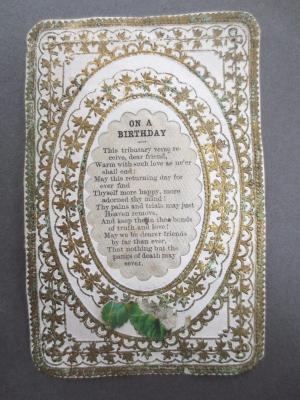 ON A
BIRTHDAY
This tributary verse re-
ceive, dear friend,
Warm with such love as ne'er
shall end:
May this returning day for
ever find
Thyself more happy, more
adorned thy mind!
Thy pains and trials may just
Heaven remove,
And keep thee in thee bonds
of truth and love!
May we be dearer friends
by far than ever,
That nothing but the
pangs of death may
sever.